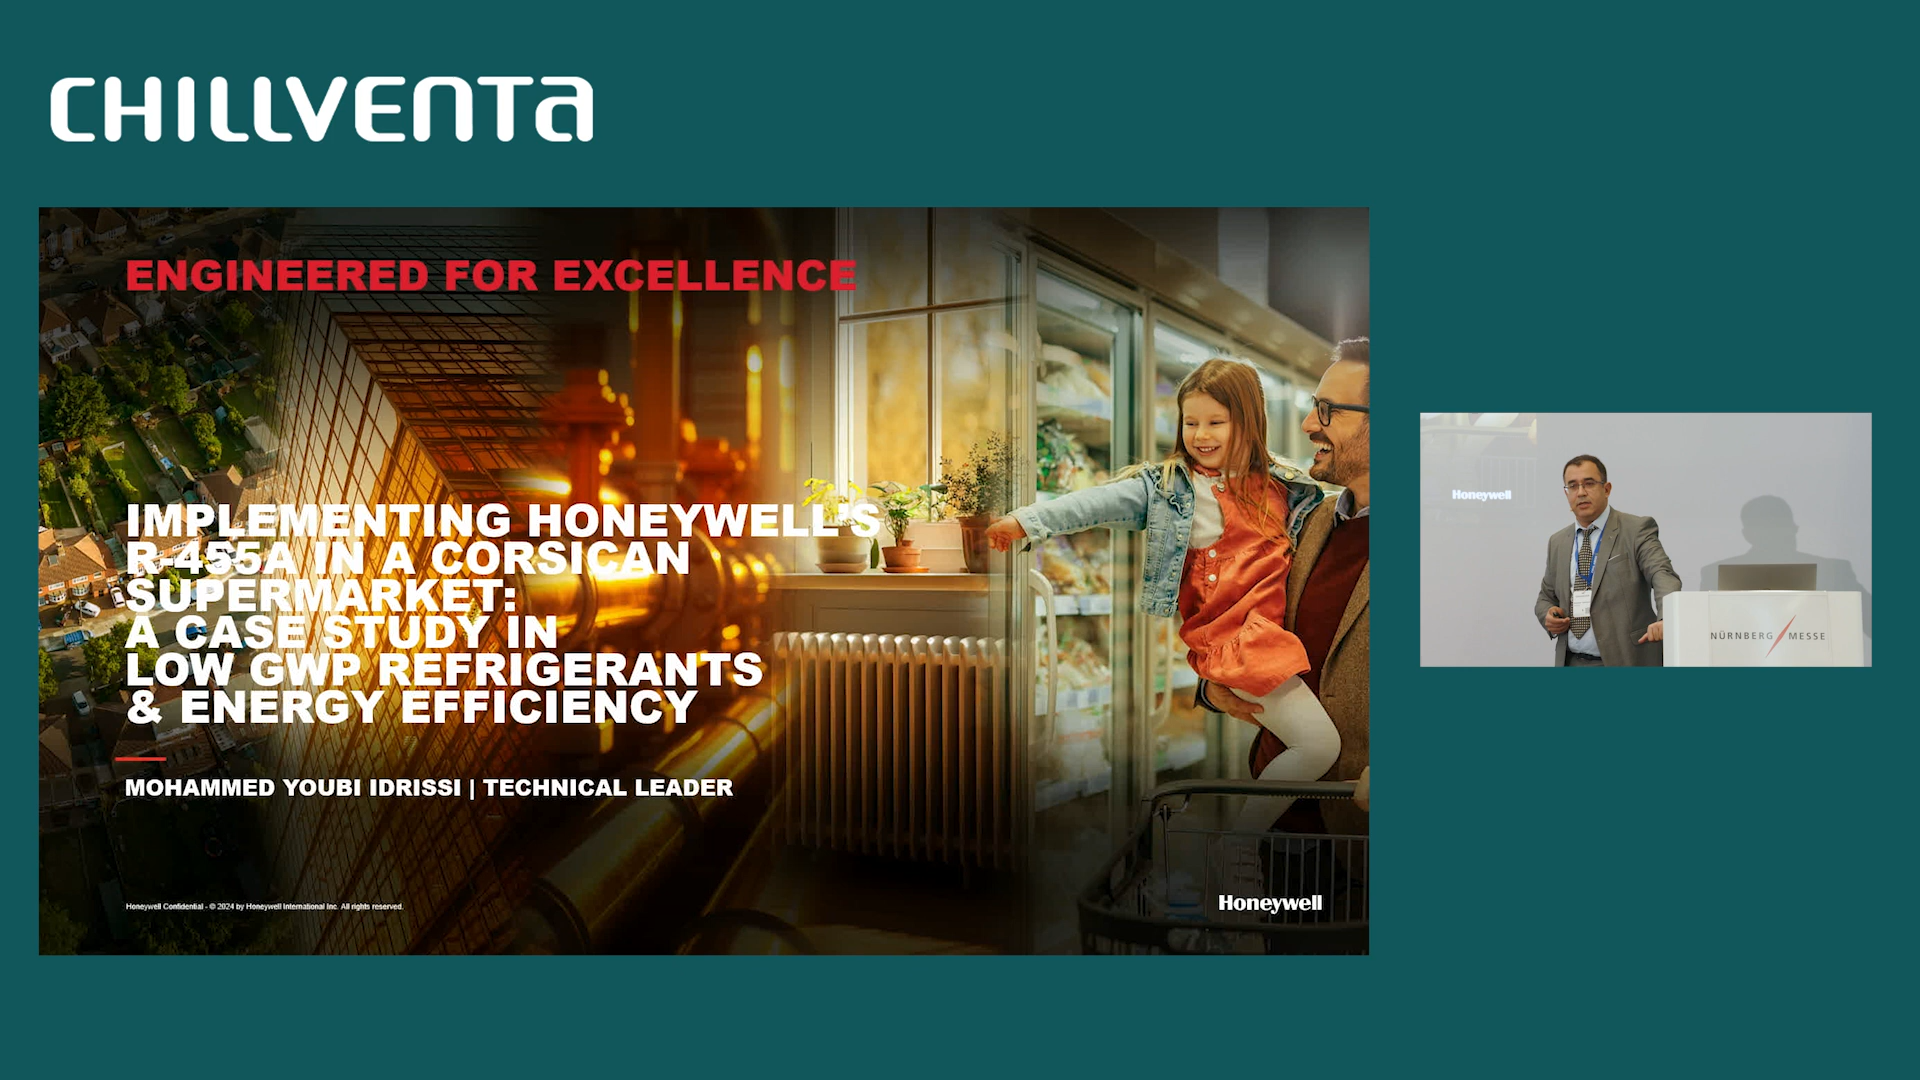 CHILLVENTA
ENGINEERED FOR EXCELLENCE
IMPLEMENTING HONEYWELL'S
R-455A IN A CORSICAN
SUPERMARKET:
A CASE STUDY IN
LOW GWP REFRIGERANTS
& ENERGY EFFICIENCY
MOHAMMED YOUBI IDRISSI | TECHNICAL LEADER
Honeywell Confidential - © 2024 by Honeywell International Inc. All rights reserved.
Honeywell
Honeywell
NÜRNBERG MESSE